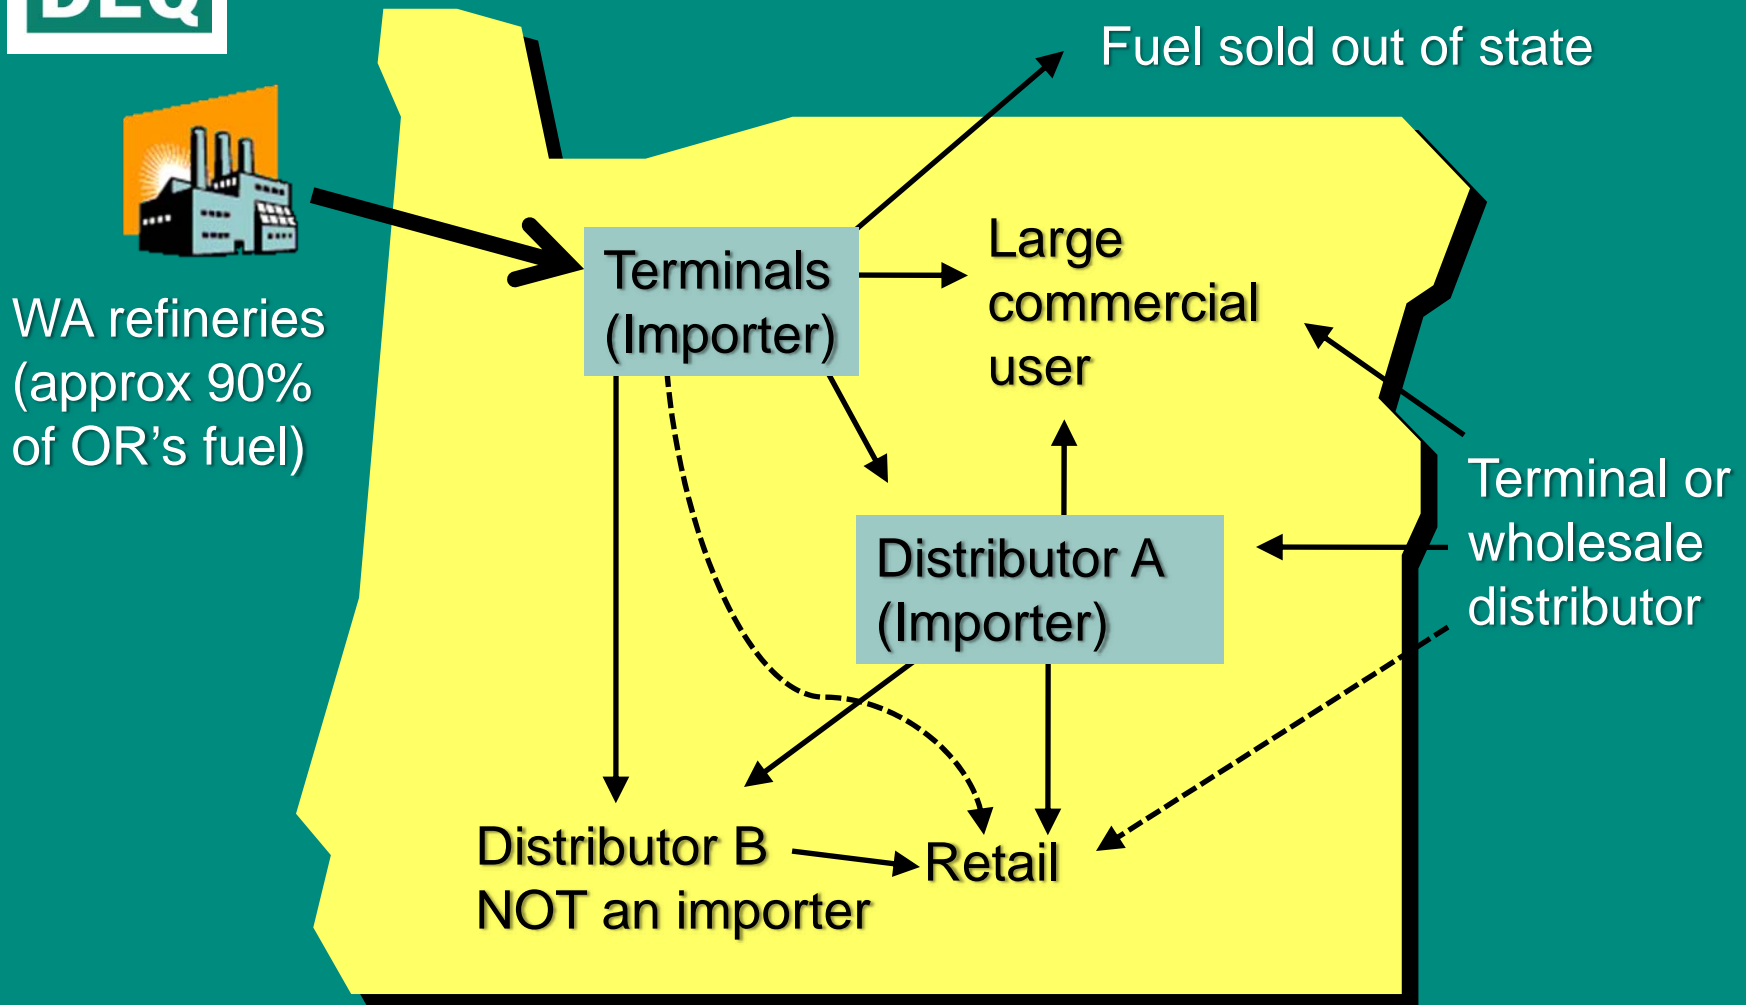 DEQ
Fuel sold out of state
WA refineries
(approx 90%
of OR's fuel)
Terminals
(Importer)
Large
commercial
user
Terminal or
wholesale
distributor
Distributor A
(Importer)
Distributor B
NOT an importer
Retail